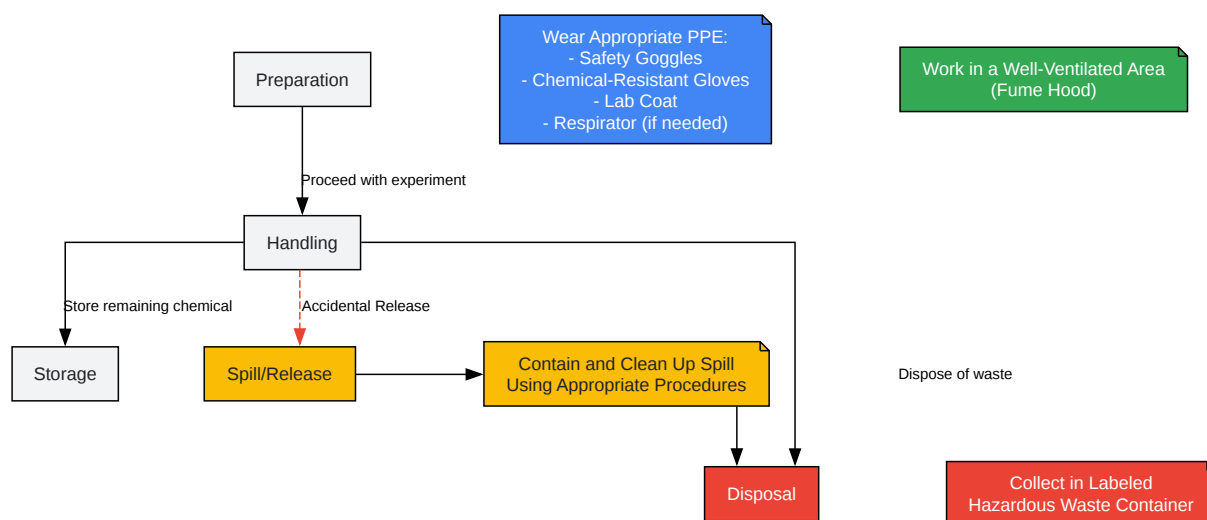 Wear Appropriate PPE:
- Safety Goggles
- Chemical-Resistant Gloves
- Lab Coat
- Respirator (if needed)
Work in a Well-Ventilated Area
(Fume Hood)
Preparation
Proceed with experiment
Handling
Store remaining chemical
Accidental Release
Storage
Spill/Release
Contain and Clean Up Spill
Using Appropriate Procedures
Dispose of waste
Disposal
Collect in Labeled
Hazardous Waste Container